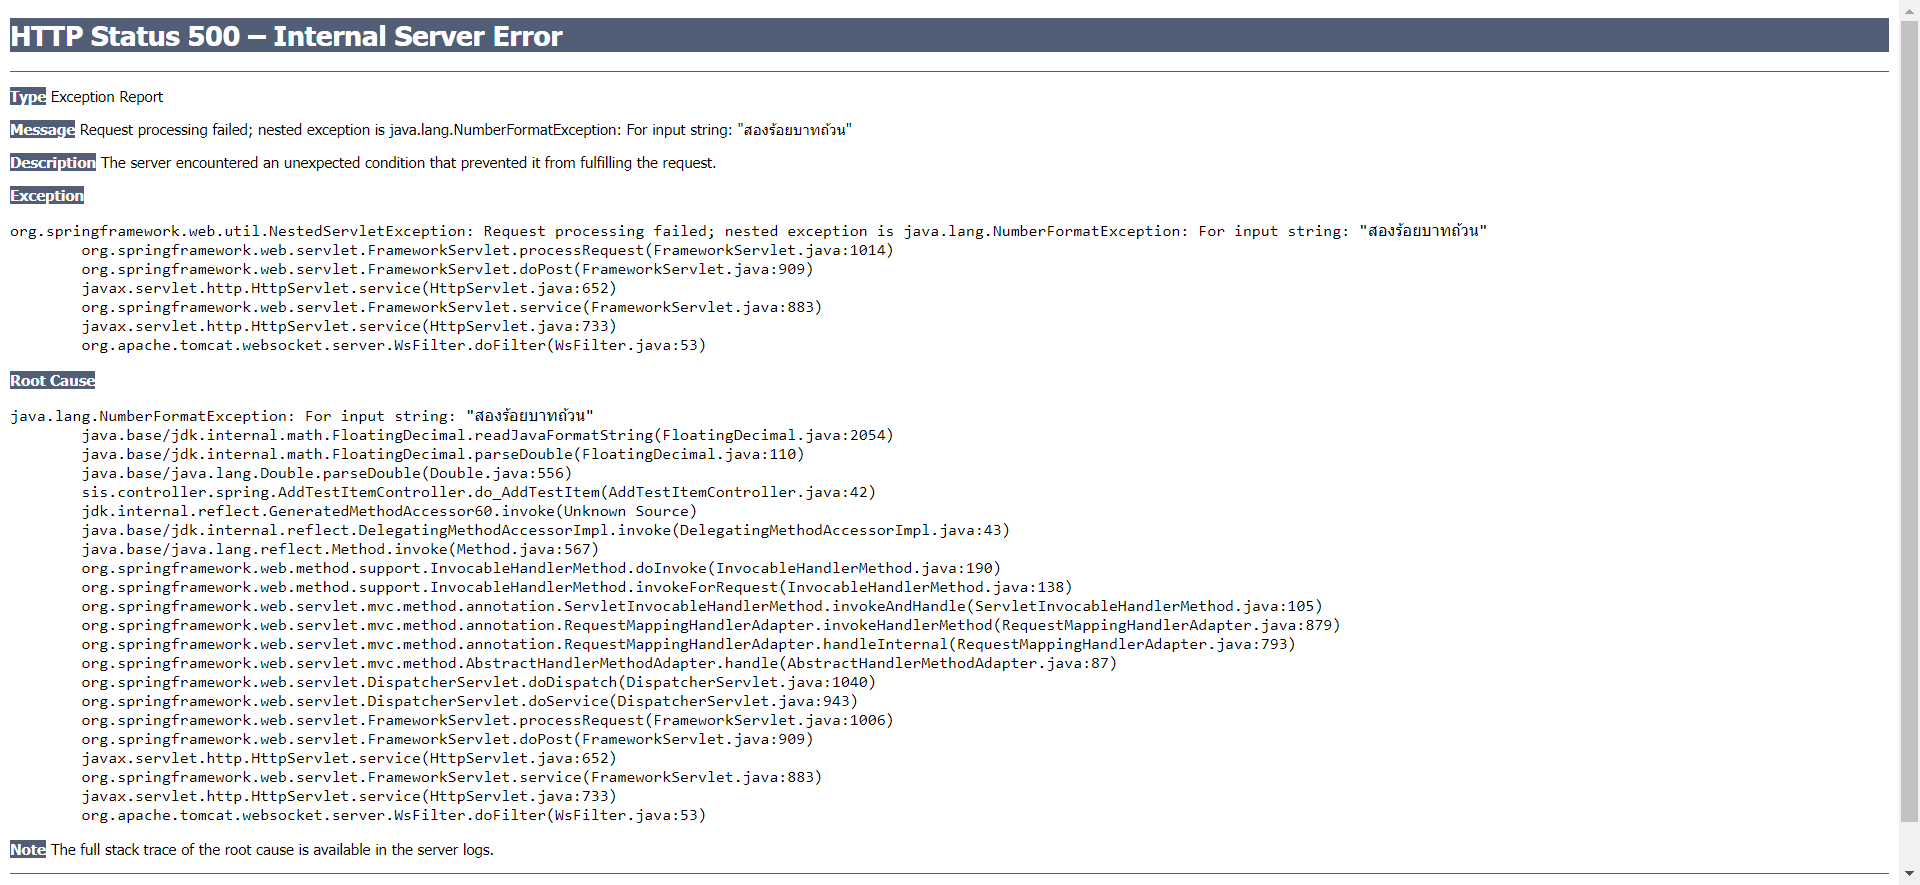 HTTP Status 500 – Internal Server Error
Type Exception Report
Message Request processing failed; nested exception is java.lang.NumberFormatException: For input string: "สองร้อยบาทถ้วน"
Description The server encountered an unexpected condition that prevented it from fulfilling the request.
Exception
org.springframework.web.util.NestedServletException: Request processing failed; nested exception is java.lang.NumberFormatException: For input string: "สองร้อยบาทถ้วน"
org.springframework.web.servlet.FrameworkServlet.processRequest(FrameworkServlet.java:1014)
org.springframework.web.servlet.FrameworkServlet.doPost(FrameworkServlet.java:909)
javax.servlet.http.HttpServlet.service(HttpServlet.java:652)
org.springframework.web.servlet.FrameworkServlet.service(FrameworkServlet.java:883)
javax.servlet.http.HttpServlet.service(HttpServlet.java:733)
org.apache.tomcat.websocket.server.WsFilter.doFilter(WsFilter.java:53)
Root Cause
java.lang.NumberFormatException: For input string: "สองร้อยบาทถ้วน"
java.base/jdk.internal.math.FloatingDecimal.readJavaFormatString(FloatingDecimal.java:2054)
java.base/jdk.internal.math.FloatingDecimal.parseDouble(FloatingDecimal.java:110)
java.base/java.lang.Double.parseDouble(Double.java:556)
sis.controller.spring.AddTestItemController.do_AddTestItem(AddTestItemController.java:42)
jdk.internal.reflect.GeneratedMethodAccessor60.invoke(Unknown Source)
java.base/jdk.internal.reflect.DelegatingMethodAccessorImpl.invoke(DelegatingMethodAccessorImpl.java:43)
java.base/java.lang.reflect.Method.invoke(Method.java:567)
org.springframework.web.method.support.InvocableHandlerMethod.doInvoke(InvocableHandlerMethod.java:190)
org.springframework.web.method.support.InvocableHandlerMethod.invokeForRequest(InvocableHandlerMethod.java:138)
org.springframework.web.servlet.mvc.method.annotation.ServletInvocableHandlerMethod.invokeAndHandle(ServletInvocableHandlerMethod.java:105)
org.springframework.web.servlet.mvc.method.annotation.RequestMappingHandlerAdapter.invokeHandlerMethod(RequestMappingHandlerAdapter.java:879)
org.springframework.web.servlet.mvc.method.annotation.RequestMappingHandlerAdapter.handleInternal(RequestMappingHandlerAdapter.java:793)
org.springframework.web.servlet.mvc.method.AbstractHandlerMethodAdapter.handle(AbstractHandlerMethodAdapter.java:87)
org.springframework.web.servlet.DispatcherServlet.doDispatch(DispatcherServlet.java:1040)
org.springframework.web.servlet.DispatcherServlet.doService(DispatcherServlet.java:943)
org.springframework.web.servlet.FrameworkServlet.processRequest(FrameworkServlet.java:1006)
org.springframework.web.servlet.FrameworkServlet.doPost(FrameworkServlet.java:909)
javax.servlet.http.HttpServlet.service(HttpServlet.java:652)
org.springframework.web.servlet.FrameworkServlet.service(FrameworkServlet.java:883)
javax.servlet.http.HttpServlet.service(HttpServlet.java:733)
org.apache.tomcat.websocket.server.WsFilter.doFilter(WsFilter.java:53)
Note The full stack trace of the root cause is available in the server logs.